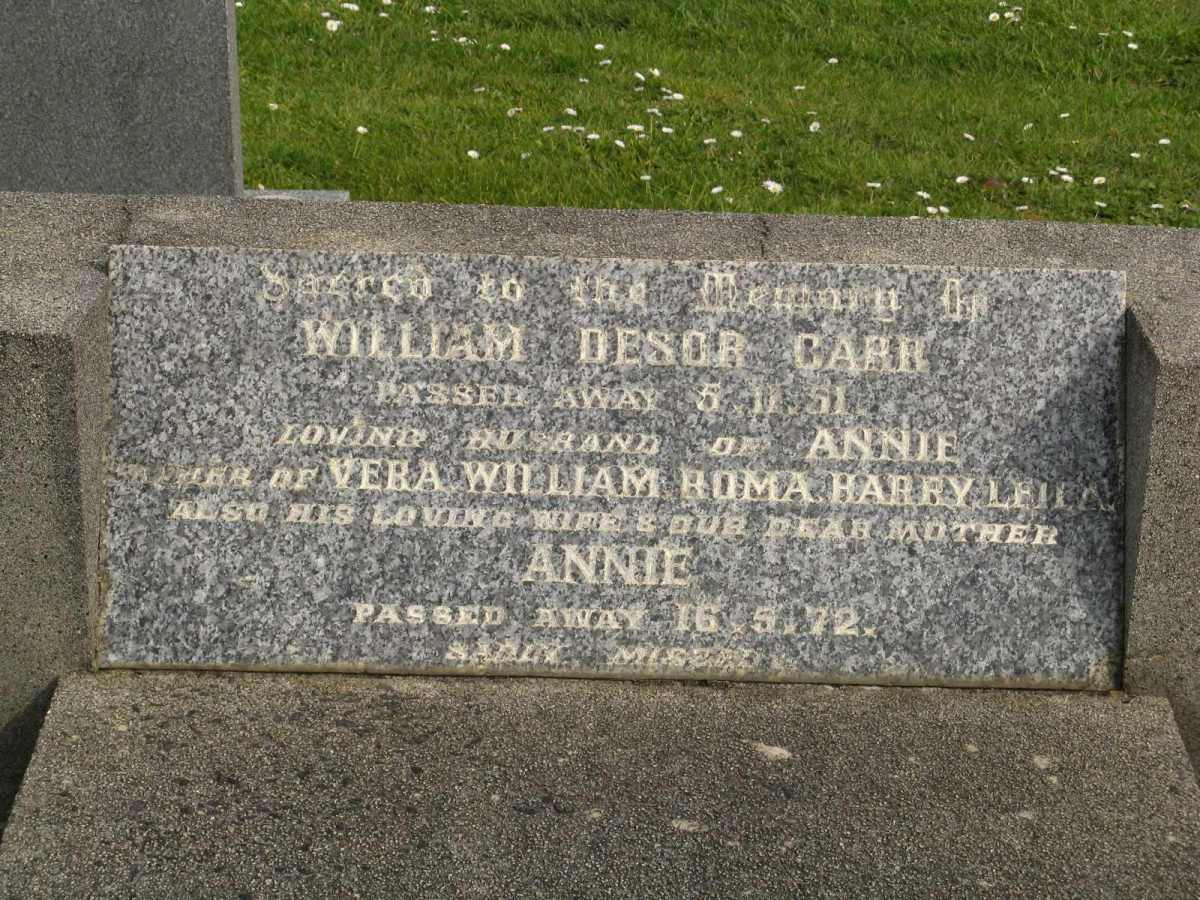 Sacred to the Memory Of
WILLIAM DESOR CARR
PASSED AWAY 5.11.51.
LOVING HUSBAND OF ANNIE
FATHER OF VERA, WILLIAM, ROMA, HARRY, LEILA
ALSO HIS LOVING WIFE & OUR DEAR MOTHER
ANNIE
PASSED AWAY 16.5.72.
SADLY MISSED